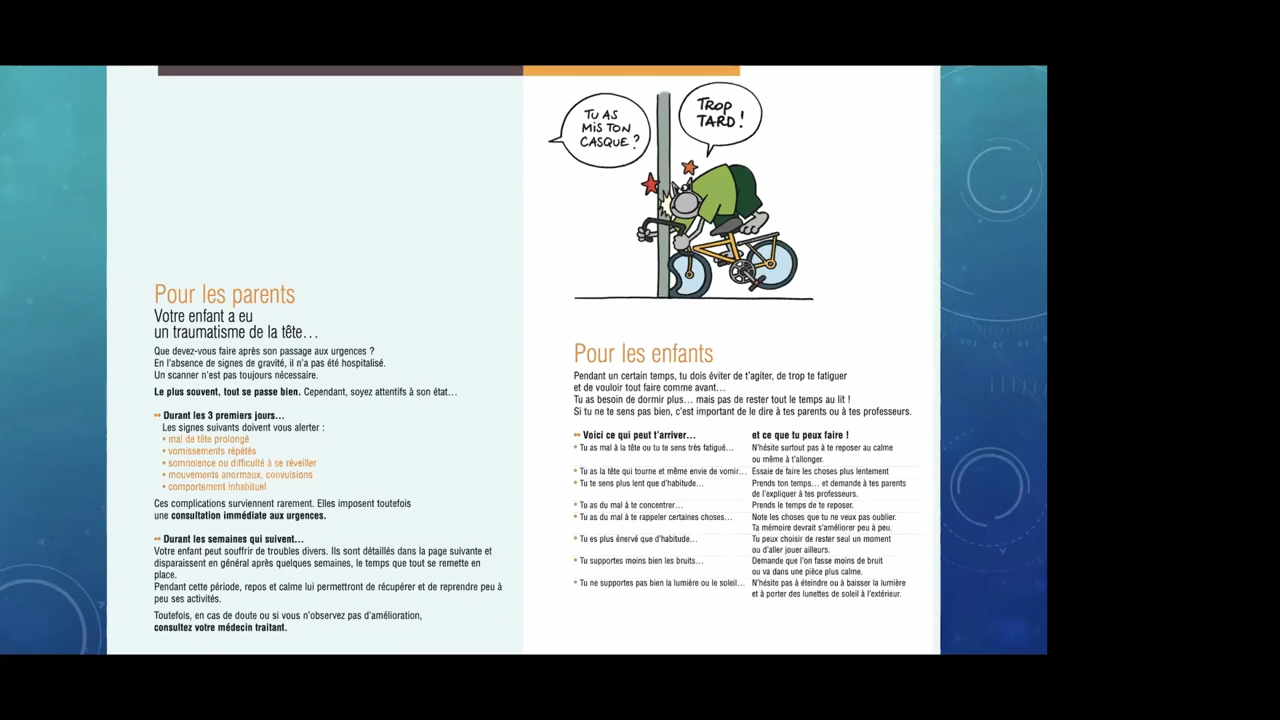 Pour les parents
Votre enfant a eu
un traumatisme de la tête…
Que devez-vous faire après son passage aux urgences ?
En l'absence de signes de gravité, il n'a pas été hospitalisé.
Un scanner n'est pas toujours nécessaire.
Le plus souvent, tout se passe bien. Cependant, soyez attentifs à son état…
•• Durant les 3 premiers jours…
Les signes suivants doivent vous alerter :
• mal de tête prolongé
• vomissements répétés
• somnolence ou difficulté à se réveiller
• mouvements anormaux, convulsions
• comportement inhabituel
Ces complications surviennent rarement. Elles imposent toutefois
une consultation immédiate aux urgences.
•• Durant les semaines qui suivent…
Votre enfant peut souffrir de troubles divers. Ils sont détaillés dans la page suivante et
disparaissent en général après quelques semaines, le temps que tout se remette en
place.
Pendant cette période, repos et calme lui permettront de récupérer et de reprendre peu à
peu ses activités.
Toutefois, en cas de doute ou si vous n'observez pas d'amélioration,
consultez votre médecin traitant.
TU AS
MIS TON
CASQUE ?
TROP
TARD !
Pour les enfants
Pendant un certain temps, tu dois éviter de t'agiter, de trop te fatiguer
et de vouloir tout faire comme avant…
Tu as besoin de dormir plus… mais pas de rester tout le temps au lit !
Si tu ne te sens pas bien, c'est important de le dire à tes parents ou à tes professeurs.
•• Voici ce qui peut t'arriver… et ce que tu peux faire !
• Tu as mal à la tête ou tu te sens très fatigué… N'hésite surtout pas à te reposer au calme
ou même à t'allonger.
• Tu as la tête qui tourne et même envie de vomir… Essaie de faire les choses plus lentement
• Tu te sens plus lent que d'habitude… Prends ton temps… et demande à tes parents
de l'expliquer à tes professeurs.
• Tu as du mal à te concentrer… Prends le temps de te reposer.
• Tu as du mal à te rappeler certaines choses… Note les choses que tu ne veux pas oublier.
Ta mémoire devrait s'améliorer peu à peu.
• Tu es plus énervé que d'habitude… Tu peux choisir de rester seul un moment
ou d'aller jouer ailleurs.
• Tu supportes moins bien les bruits… Demande que l'on fasse moins de bruit
ou va dans une pièce plus calme.
• Tu ne supportes pas bien la lumière ou le soleil… N'hésite pas à éteindre ou à baisser la lumière
et à porter des lunettes de soleil à l'extérieur.